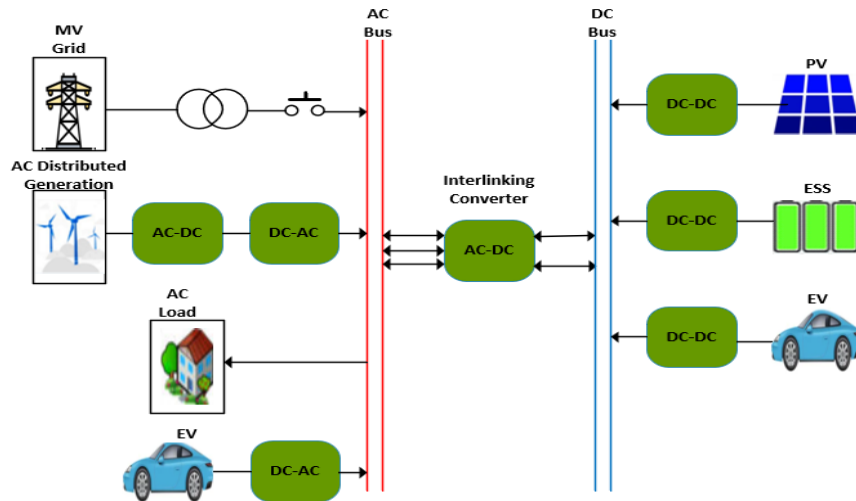 MV
Grid
AC
Bus
DC
Bus
PV
DC-DC
AC Distributed
Generation
AC-DC
DC-AC
Interlinking
Converter
AC-DC
ESS
DC-DC
AC
Load
EV
DC-DC
EV
DC-AC